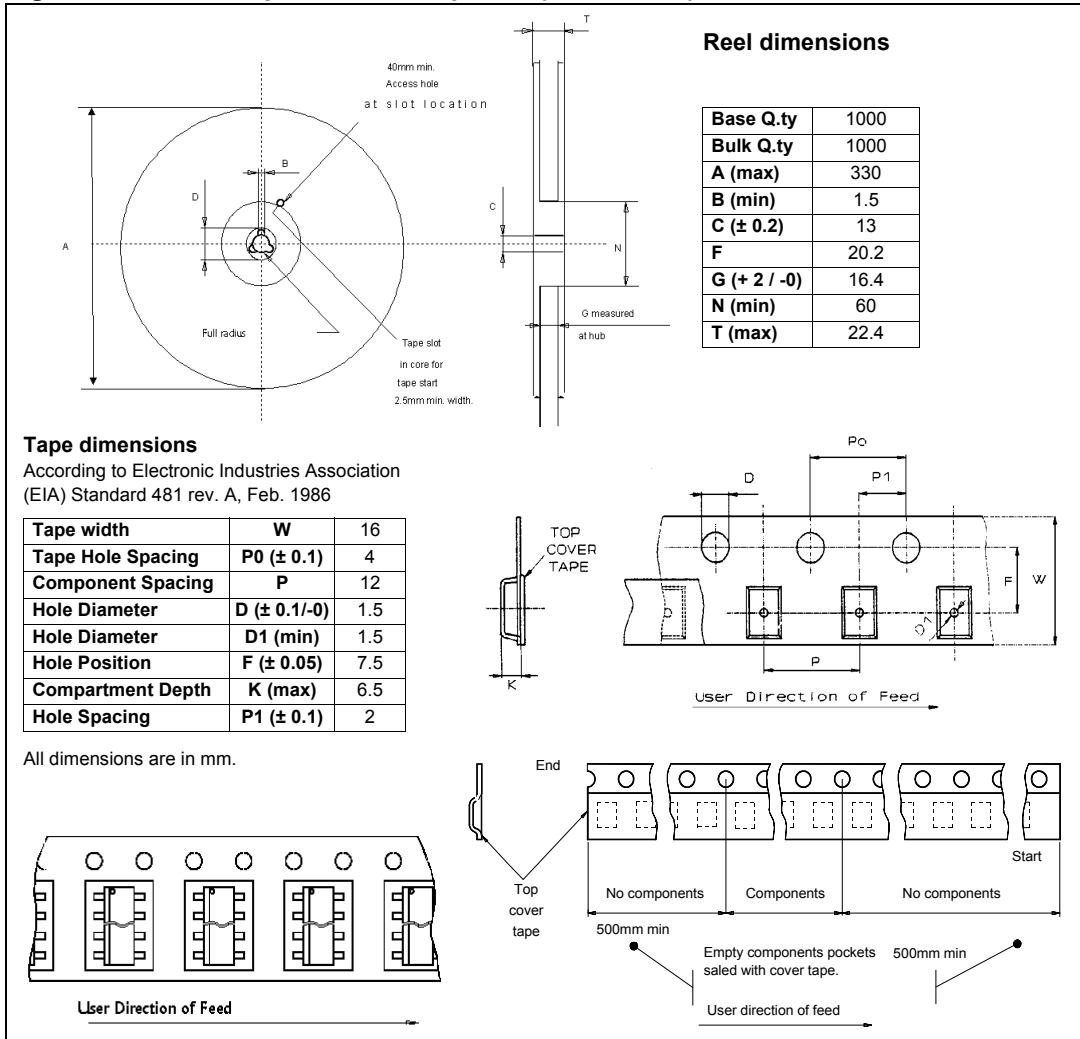 T
40mm min.
Access hole
at slot location
B
D
C
A
N
G measured
at hub
Full radius
Tape slot
in core for
tape start
2.5mm min. width.
Reel dimensions
Base Q.ty 1000
Bulk Q.ty 1000
A (max) 330
B (min) 1.5
C (± 0.2) 13
F 20.2
G (+ 2 / -0) 16.4
N (min) 60
T (max) 22.4
Tape dimensions
According to Electronic Industries Association
(EIA) Standard 481 rev. A, Feb. 1986
Tape width W 16
Tape Hole Spacing P0 (± 0.1) 4
Component Spacing P 12
Hole Diameter D (± 0.1/-0) 1.5
Hole Diameter D1 (min) 1.5
Hole Position F (± 0.05) 7.5
Compartment Depth K (max) 6.5
Hole Spacing P1 (± 0.1) 2
All dimensions are in mm.
Po
D
P1
TOP
COVER
TAPE
F
W
D1
K
P
User Direction of Feed
End
Start
Top
cover
tape
No components
Components
No components
500mm min
Empty components pockets
saled with cover tape.
500mm min
User direction of feed
User Direction of Feed